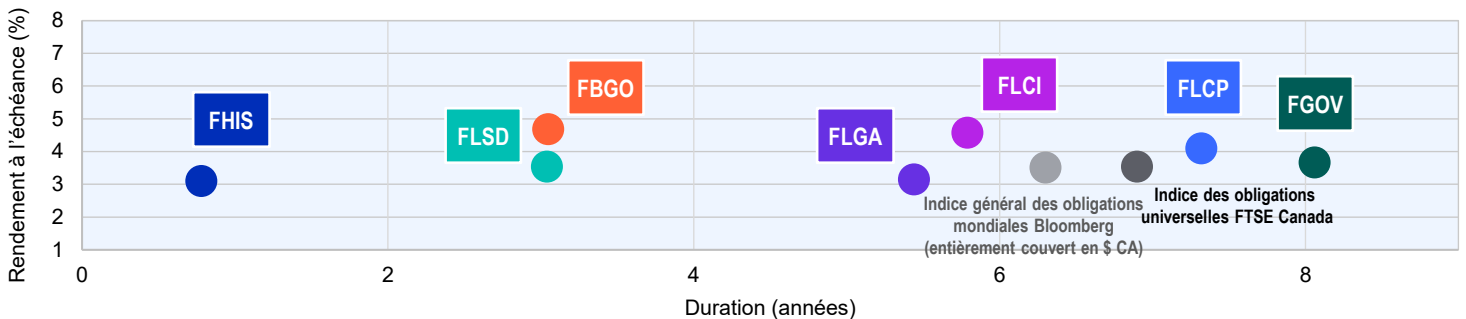 Rendement à l'échéance (%)
8
7
6
5
4
3
2
1
FHIS
FLSD
FBGO
FLGA
FLCI
FLCP
FGOV
Indice général des obligations
mondiales Bloomberg
(entièrement couvert en $ CA)
Indice des obligations
universelles FTSE Canada
0
2
4
6
8
Duration (années)